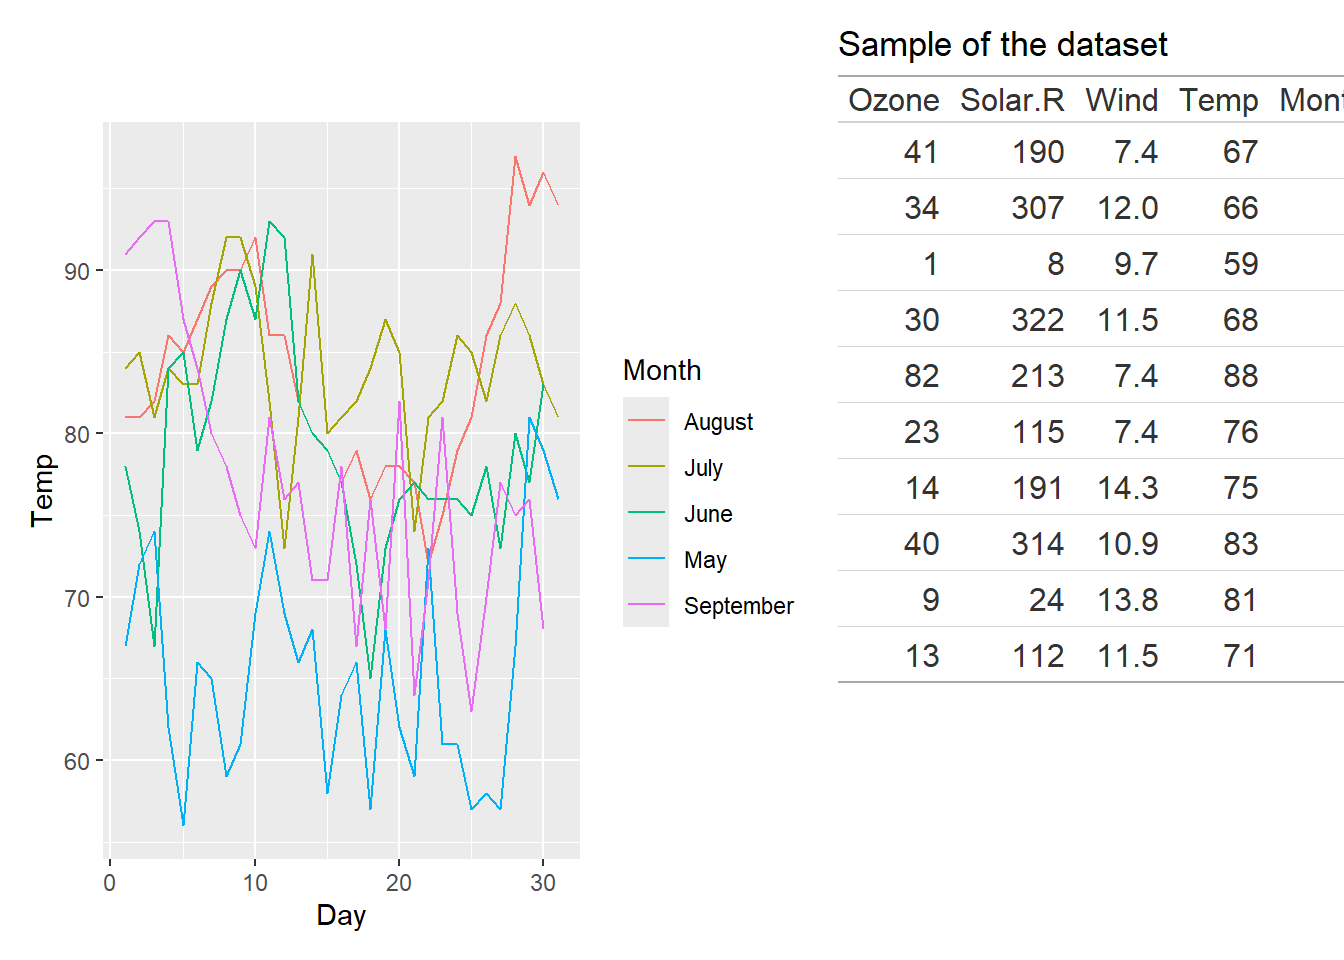 90
80
70
60
0 10 20 30
Temp
Day
Month
August
July
June
May
September
Sample of the dataset
Ozone Solar.R Wind Temp Mont
41 190 7.4 67
34 307 12.0 66
1 8 9.7 59
30 322 11.5 68
82 213 7.4 88
23 115 7.4 76
14 191 14.3 75
40 314 10.9 83
9 24 13.8 81
13 112 11.5 71